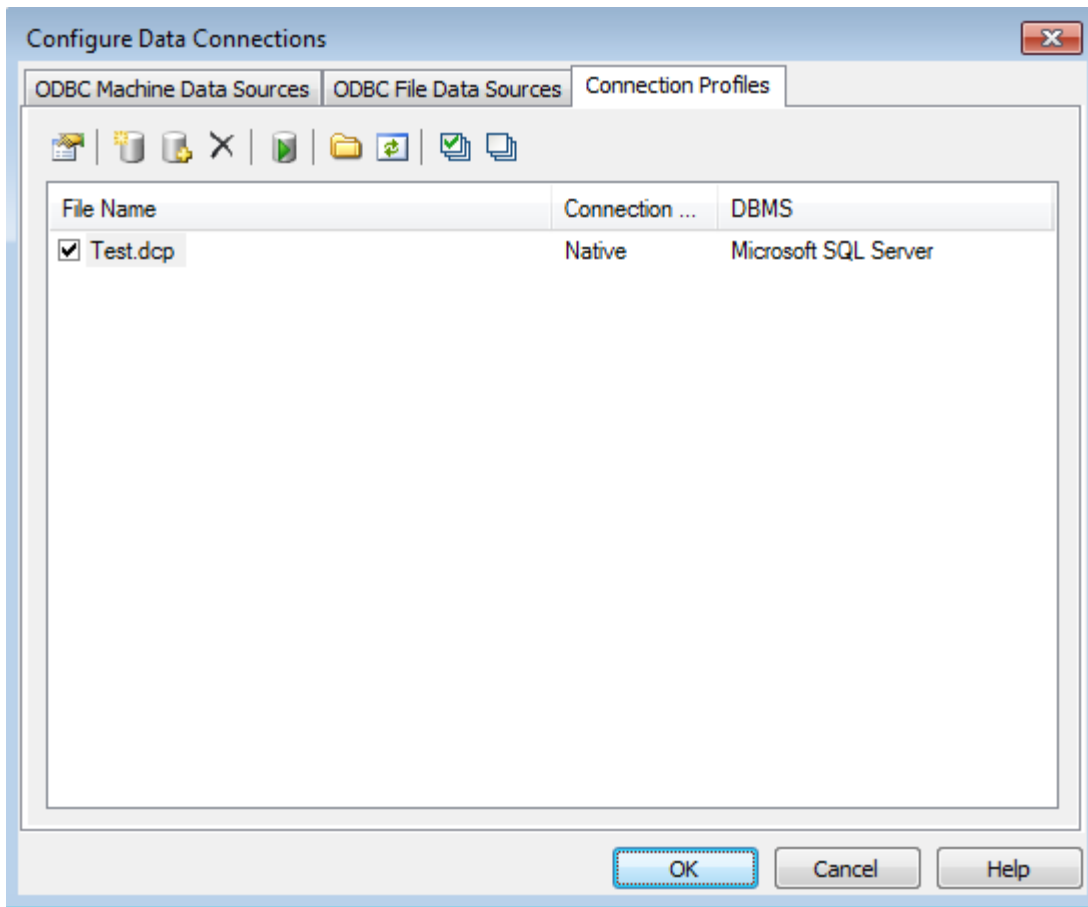 Configure Data Connections
ODBC Machine Data Sources ODBC File Data Sources Connection Profiles
File Name Connection ... DBMS
Test.dcp Native Microsoft SQL Server
OK Cancel Help